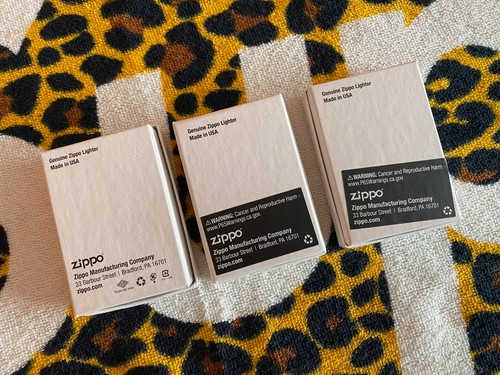 Genuine Zippo Lighter
Made in USA
zippo
Zippo Manufacturing Company
33 Barbour Street | Bradford, PA 16701
zippo.com
Genuine Zippo Lighter
Made in USA
⚠WARNING: Cancer and Reproductive Harm -
www.P65Warnings.ca.gov.
zippo
Zippo Manufacturing Company
33 Barbour Street | Bradford, PA 16701
zippo.com
Genuine Zippo Lighter
Made in USA
⚠WARNING: Cancer and Reproductive Harm -
www.P65Warnings.ca.gov.
zippo
Zippo Manufacturing Company
33 Barbour Street | Bradford, PA 16701
zippo.com